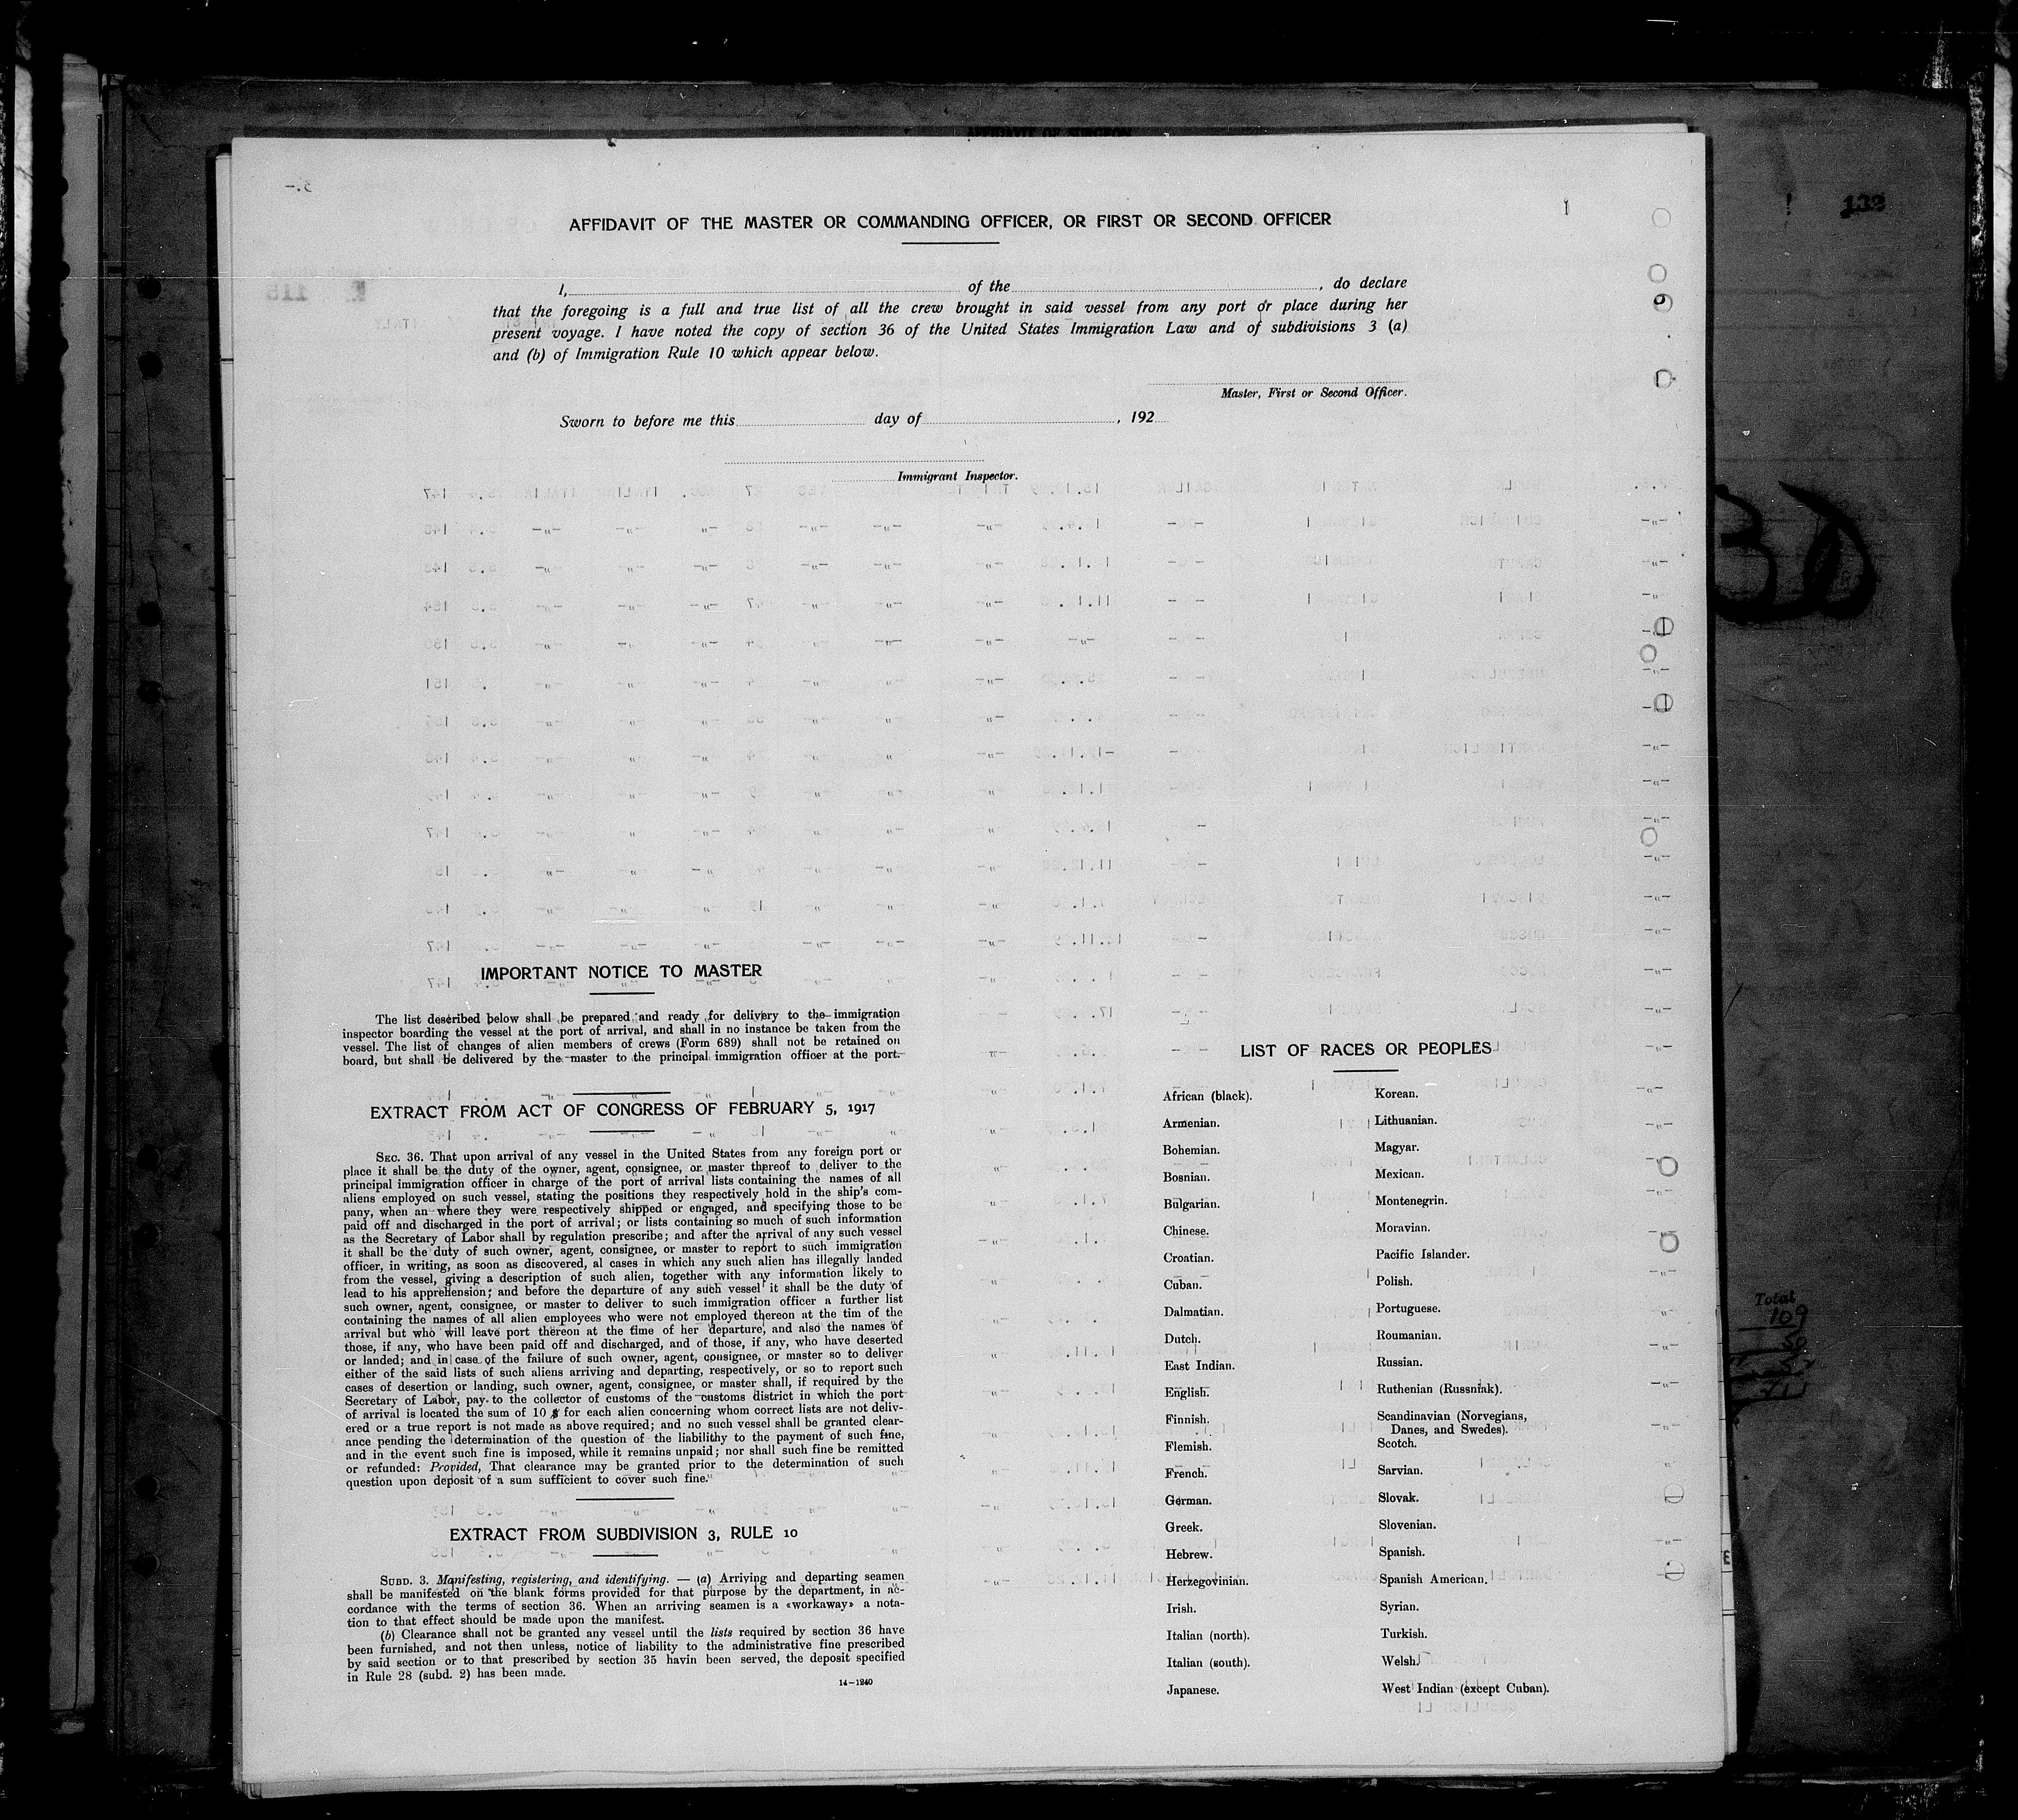 AFFIDAVIT OF SURGEON
AFFIDAVIT OF THE MASTER OR COMMANDING OFFICER, OR FIRST OR SECOND OFFICER
I, of the , do declare
that the foregoing is a full and true list of all the crew brought in said vessel from any port or place during her
present voyage. I have noted the copy of section 36 of the United States Immigration Law and of subdivisions 3 (a)
and (b) of Immigration Rule 10 which appear below.
Master, First or Second Officer.
Sworn to before me this day of , 192
Immigrant Inspector.
IMPORTANT NOTICE TO MASTER
The list described below shall be prepared and ready for delivery to the immigration
inspector boarding the vessel at the port of arrival, and shall in no instance be taken from the
vessel. The list of changes of alien members of crews (Form 689) shall not be retained on
board, but shall be delivered by the master to the principal immigration officer at the port.
EXTRACT FROM ACT OF CONGRESS OF FEBRUARY 5, 1917
SEC. 36. That upon arrival of any vessel in the United States from any foreign port or
place it shall be the duty of the owner, agent, consignee, or master thereof to deliver to the
principal immigration officer in charge of the port of arrival lists containing the names of all
aliens employed on such vessel, stating the positions they respectively hold in the ship's com-
pany, when an where they were respectively shipped or engaged, and specifying those to be
paid off and discharged in the port of arrival; or lists containing so much of such information
as the Secretary of Labor shall by regulation prescribe; and after the arrival of any such vessel
it shall be the duty of such owner, agent, consignee, or master to report to such immigration
officer, in writing, as soon as discovered, al cases in which any such alien has illegally landed
from the vessel, giving a description of such alien, together with any information likely to
lead to his apprehension; and before the departure of any such vessel it shall be the duty of
such owner, agent, consignee, or master to deliver to such immigration officer a further list
containing the names of all alien employees who were not employed thereon at the tim of the
arrival but who will leave port thereon at the time of her departure, and also the names of
those, if any, who have been paid off and discharged, and of those, if any, who have deserted
or landed; and in case of the failure of such owner, agent, consignee, or master so to deliver
either of the said lists of such aliens arriving and departing, respectively, or so to report such
cases of desertion or landing, such owner, agent, consignee, or master shall, if required by the
Secretary of Labor, pay to the collector of customs of the customs district in which the port
of arrival is located the sum of 10 $ for each alien concerning whom correct lists are not deliv-
ered or a true report is not made as above required; and no such vessel shall be granted clear-
ance pending the determination of the question of the liabilithy to the payment of such fine,
and in the event such fine is imposed, while it remains unpaid; nor shall such fine be remitted
or refunded: Provided, That clearance may be granted prior to the determination of such
question upon deposit of a sum sufficient to cover such fine."
EXTRACT FROM SUBDIVISION 3, RULE 10
SUBD. 3. Manifesting, registering, and identifying. — (a) Arriving and departing seamen
shall be manifested on the blank forms provided for that purpose by the department, in ac-
cordance with the terms of section 36. When an arriving seamen is a «workaway» a nota-
tion to that effect should be made upon the manifest.
(b) Clearance shall not be granted any vessel until the lists required by section 36 have
been furnished, and not then unless, notice of liability to the administrative fine prescribed
by said section or to that prescribed by section 35 havin been served, the deposit specified
in Rule 28 (subd. 2) has been made.
14—1240
LIST OF RACES OR PEOPLES
African (black).
Armenian.
Bohemian.
Bosnian.
Bulgarian.
Chinese.
Croatian.
Cuban.
Dalmatian.
Dutch.
East Indian.
English.
Finnish.
Flemish.
French.
German.
Greek.
Hebrew.
Herzegovinian.
Irish.
Italian (north).
Italian (south).
Japanese.
Korean.
Lithuanian.
Magyar.
Mexican.
Montenegrin.
Moravian.
Pacific Islander.
Polish.
Portuguese.
Roumanian.
Russian.
Ruthenian (Russniak).
Scandinavian (Norvegians,
Danes, and Swedes).
Scotch.
Sarvian.
Slovak.
Slovenian.
Spanish.
Spanish American.
Syrian.
Turkish.
Welsh.
West Indian (except Cuban).
132
Total
109